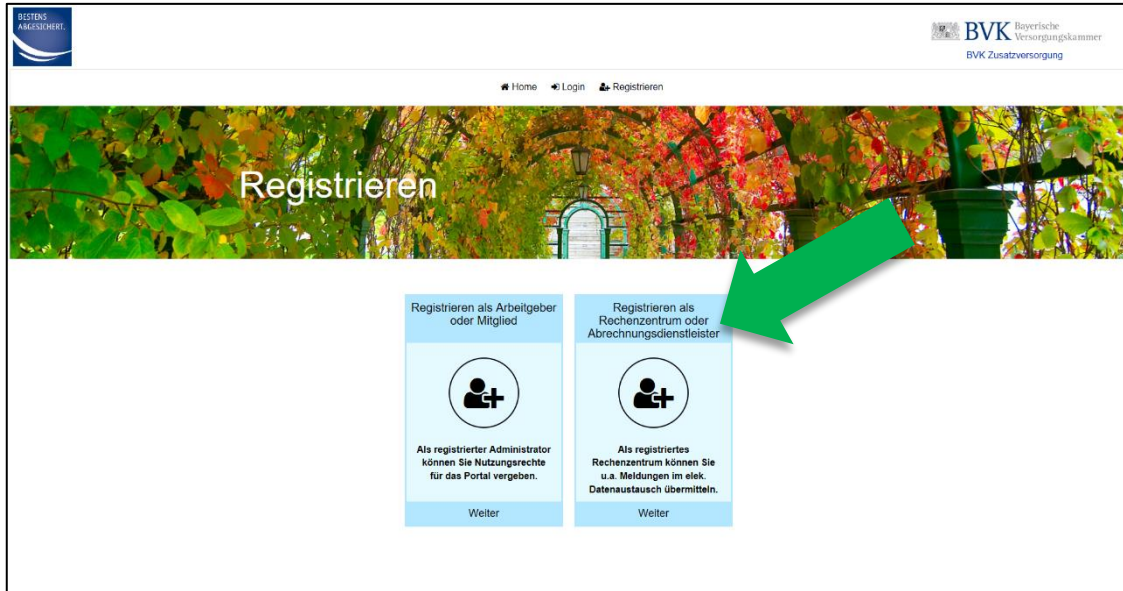 BESTENS
ABGESICHERT.
BVK Bayerische
Versorgungskammer
BVK Zusatzversorgung
Home Login Registrieren
Registrieren
Registrieren als Arbeitgeber
oder Mitglied
Als registrierter Administrator
können Sie Nutzungsrechte
für das Portal vergeben.
Weiter
Registrieren als
Rechenzentrum oder
Abrechnungsdienstleister
Als registriertes
Rechenzentrum können Sie
u.a. Meldungen im elek.
Datenaustausch übermitteln.
Weiter